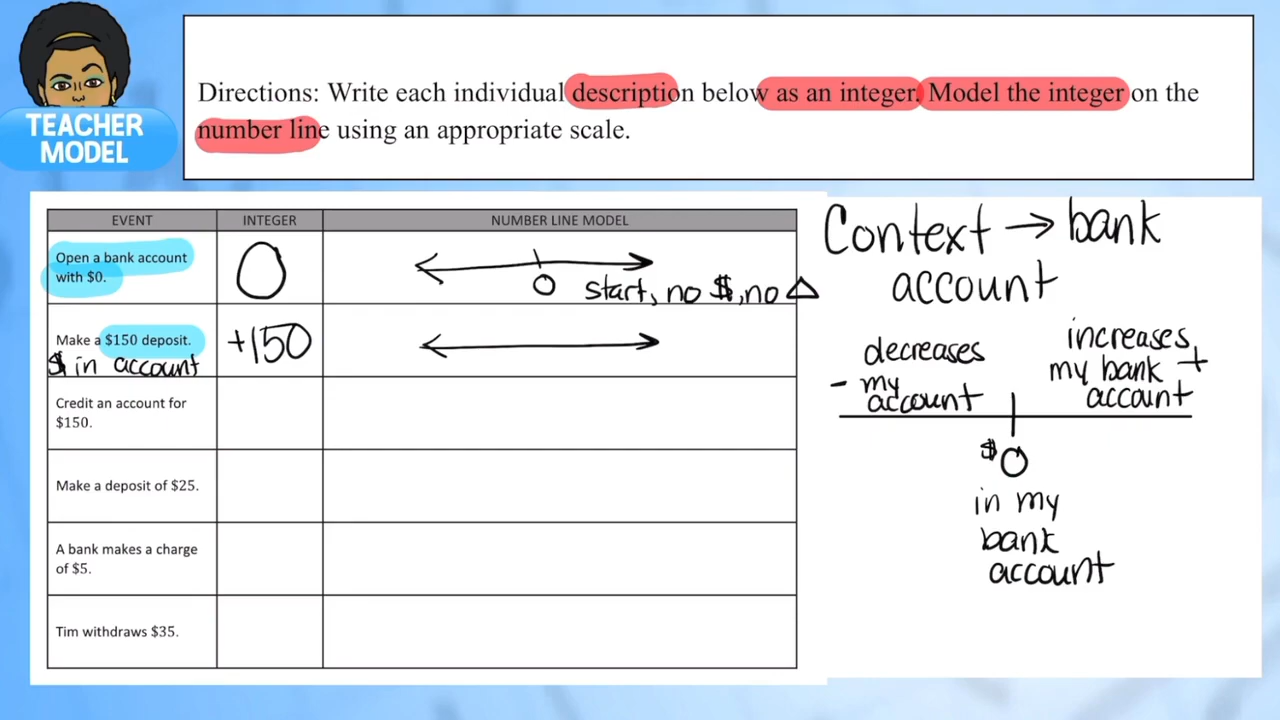 TEACHER
MODEL
Directions: Write each individual description below as an integer. Model the integer on the
number line using an appropriate scale.
EVENT INTEGER NUMBER LINE MODEL
Open a bank account
with $0.
0
0 start, no $, no △
Make a $150 deposit.
$ in account
+150
Credit an account for
$150.
Make a deposit of $25.
A bank makes a charge
of $5.
Tim withdraws $35.
Context → bank
account
decreases
- my
account
increases
my bank +
account
$0
in my
bank
account